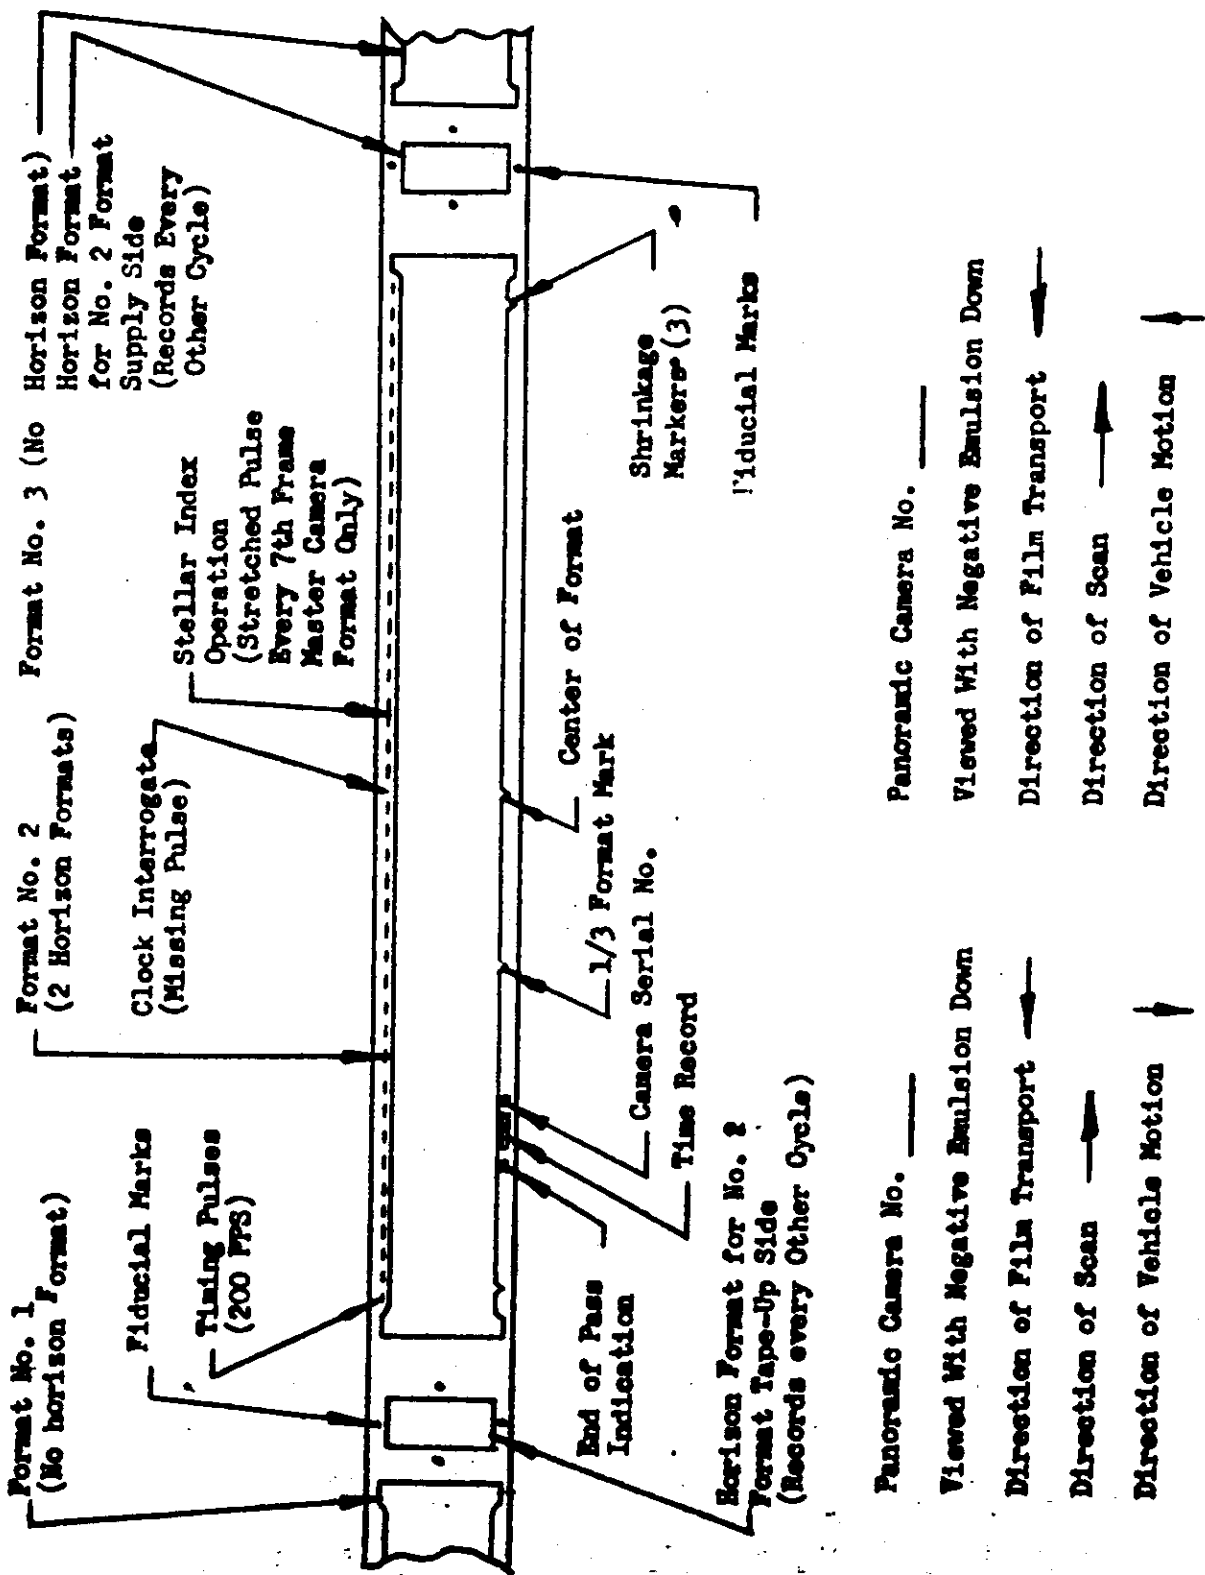 Format No. 1
(No horizon Format)
Fiducial Marks
Timing Pulses
(200 PPS)
Format No. 2
(2 Horizon Formats)
Clock Interrogate
(Missing Pulse)
Format No. 3 (No Horizon Format)
Horizon Format
for No. 2 Format
Supply Side
(Records Every
Other Cycle)
Stellar Index
Operation
(Stretched Pulse
Every 7th Frame
Master Camera
Format Only)
End of Pass
Indication
Horizon Format for No. 2
Format Tape-Up Side
(Records every Other Cycle)
Time Record
Camera Serial No.
1/3 Format Mark
Center of Format
Shrinkage
Markers (3)
Fiducial Marks
Panoramic Camera No.
Viewed With Negative Emulsion Down
Direction of Film Transport
Direction of Scan
Direction of Vehicle Motion
Panoramic Camera No.
Viewed With Negative Emulsion Down
Direction of Film Transport
Direction of Scan
Direction of Vehicle Motion